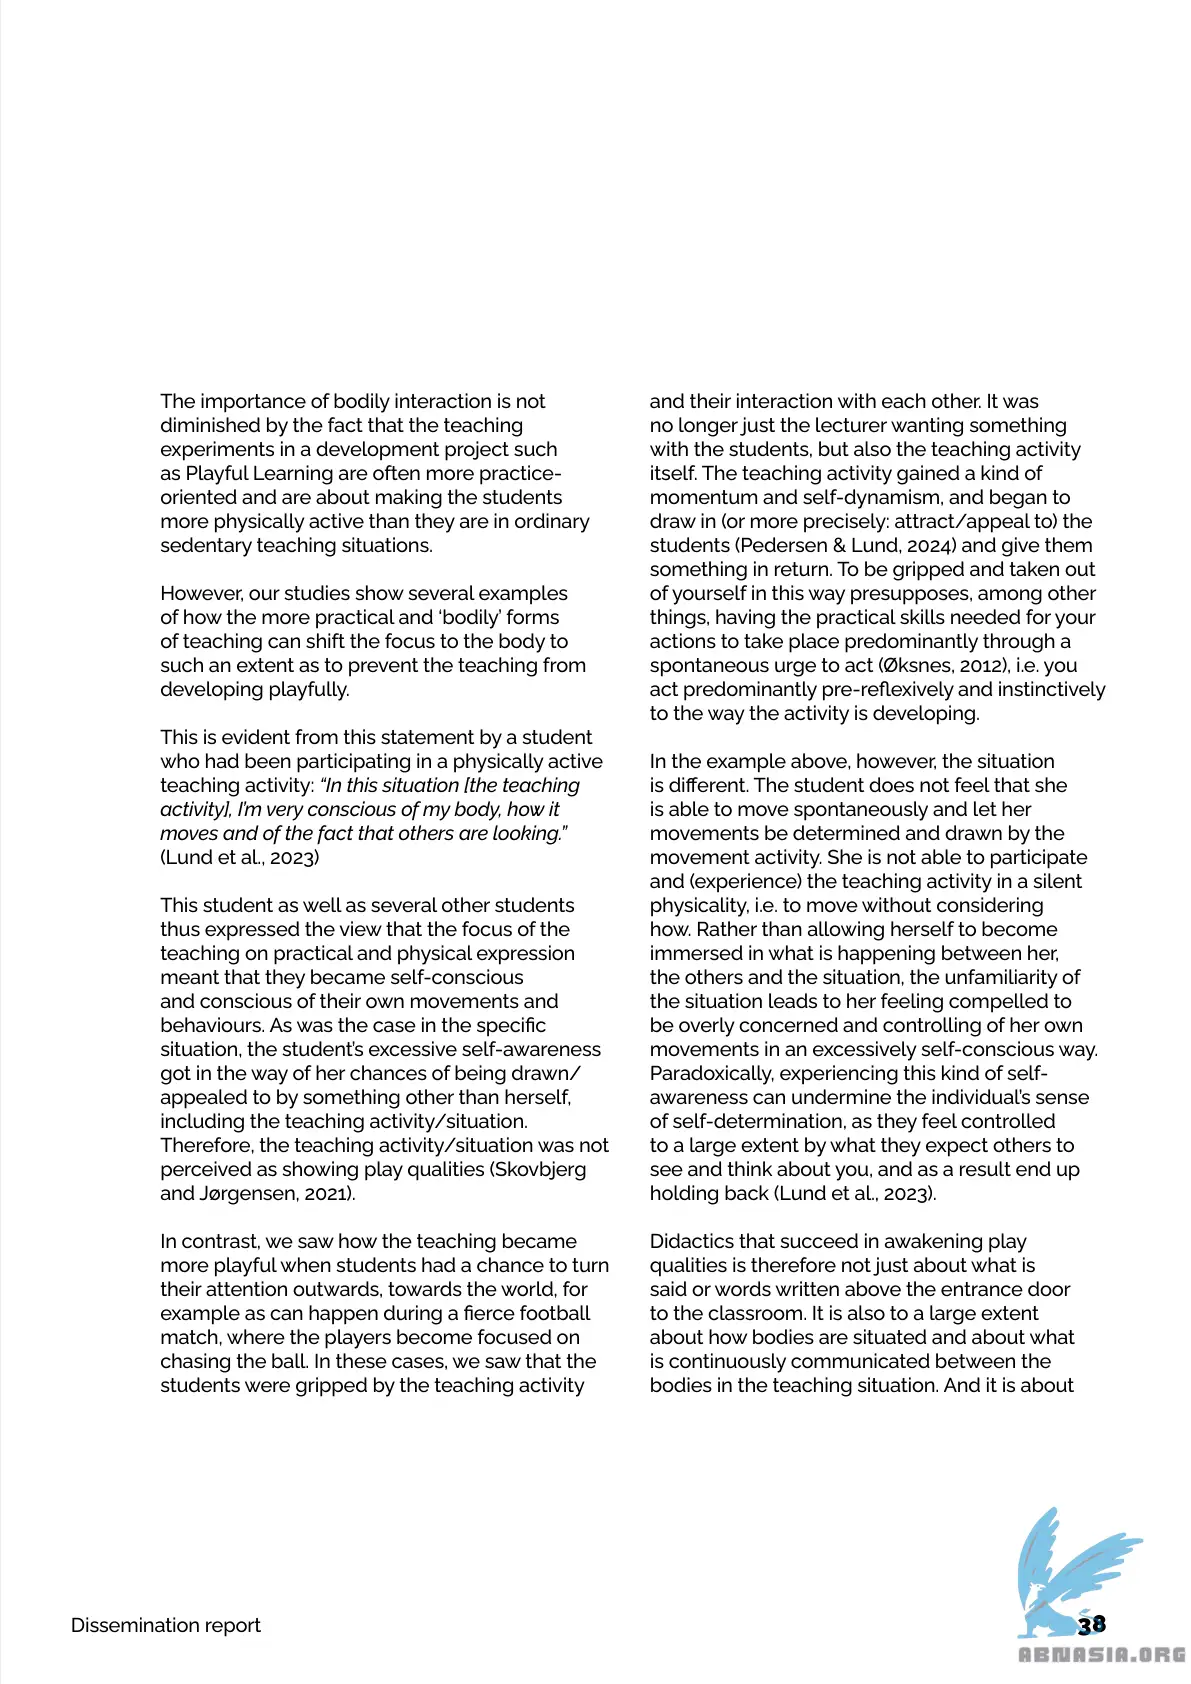 The importance of bodily interaction is not
diminished by the fact that the teaching
experiments in a development project such
as Playful Learning are often more practice-
oriented and are about making the students
more physically active than they are in ordinary
sedentary teaching situations.
However, our studies show several examples
of how the more practical and ‘bodily’ forms
of teaching can shift the focus to the body to
such an extent as to prevent the teaching from
developing playfully.
This is evident from this statement by a student
who had been participating in a physically active
teaching activity: “In this situation [the teaching
activity], I’m very conscious of my body, how it
moves and of the fact that others are looking.”
(Lund et al., 2023)
This student as well as several other students
thus expressed the view that the focus of the
teaching on practical and physical expression
meant that they became self-conscious
and conscious of their own movements and
behaviours. As was the case in the specific
situation, the student’s excessive self-awareness
got in the way of her chances of being drawn/
appealed to by something other than herself,
including the teaching activity/situation.
Therefore, the teaching activity/situation was not
perceived as showing play qualities (Skovbjerg
and Jørgensen, 2021).
In contrast, we saw how the teaching became
more playful when students had a chance to turn
their attention outwards, towards the world, for
example as can happen during a fierce football
match, where the players become focused on
chasing the ball. In these cases, we saw that the
students were gripped by the teaching activity
and their interaction with each other. It was
no longer just the lecturer wanting something
with the students, but also the teaching activity
itself. The teaching activity gained a kind of
momentum and self-dynamism, and began to
draw in (or more precisely: attract/appeal to) the
students (Pedersen & Lund, 2024) and give them
something in return. To be gripped and taken out
of yourself in this way presupposes, among other
things, having the practical skills needed for your
actions to take place predominantly through a
spontaneous urge to act (Øksnes, 2012), i.e. you
act predominantly pre-reflexively and instinctively
to the way the activity is developing.
In the example above, however, the situation
is different. The student does not feel that she
is able to move spontaneously and let her
movements be determined and drawn by the
movement activity. She is not able to participate
and (experience) the teaching activity in a silent
physicality, i.e. to move without considering
how. Rather than allowing herself to become
immersed in what is happening between her,
the others and the situation, the unfamiliarity of
the situation leads to her feeling compelled to
be overly concerned and controlling of her own
movements in an excessively self-conscious way.
Paradoxically, experiencing this kind of self-
awareness can undermine the individual’s sense
of self-determination, as they feel controlled
to a large extent by what they expect others to
see and think about you, and as a result end up
holding back (Lund et al., 2023).
Didactics that succeed in awakening play
qualities is therefore not just about what is
said or words written above the entrance door
to the classroom. It is also to a large extent
about how bodies are situated and about what
is continuously communicated between the
bodies in the teaching situation. And it is about
Dissemination report
38
ABNASIA.ORG